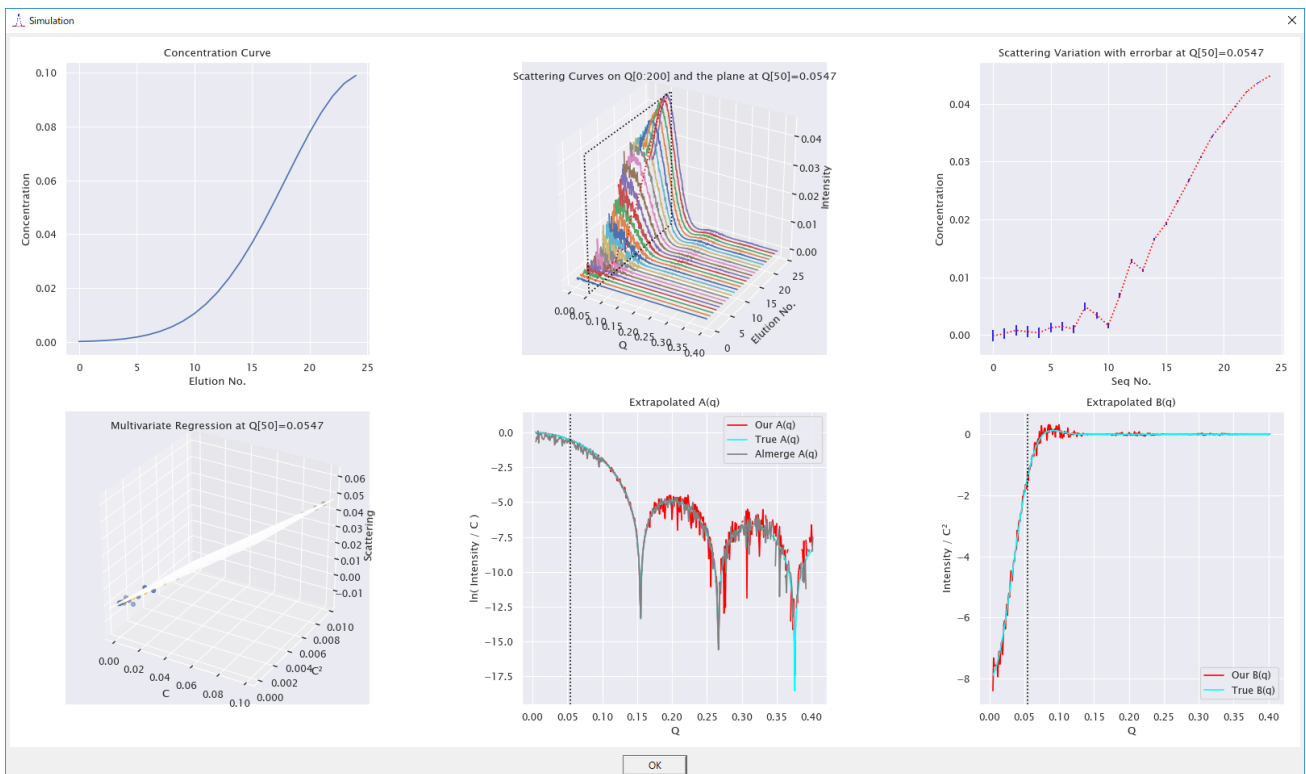 Simulation
Concentration Curve
Concentration
0.10
0.08
0.06
0.04
0.02
0.00
0 5 10 15 20 25
Elution No.
Scattering Curves on Q[0:200] and the plane at Q[50]=0.0547
0.04
0.03
0.02
0.01
0.00
Intensity
0.00 0.05 0.10 0.15 0.20 0.25 0.30 0.35 0.40
Q
0 5 10 15 20 25
Elution No.
Scattering Variation with errorbar at Q[50]=0.0547
Concentration
0.04
0.03
0.02
0.01
0.00
0 5 10 15 20 25
Seq No.
Multivariate Regression at Q[50]=0.0547
0.06
0.05
0.04
0.03
0.02
0.01
0.00
−0.01
Scattering
0.00 0.02 0.04 0.06 0.08 0.10
C
0.000 0.002 0.004 0.006 0.008 0.010
C²
Extrapolated A(q)
ln( Intensity / C )
0.0
−2.5
−5.0
−7.5
−10.0
−12.5
−15.0
−17.5
0.00 0.05 0.10 0.15 0.20 0.25 0.30 0.35 0.40
Q
Our A(q)
True A(q)
Almerge A(q)
Extrapolated B(q)
Intensity / C²
0
−2
−4
−6
−8
0.00 0.05 0.10 0.15 0.20 0.25 0.30 0.35 0.40
Q
Our B(q)
True B(q)
OK